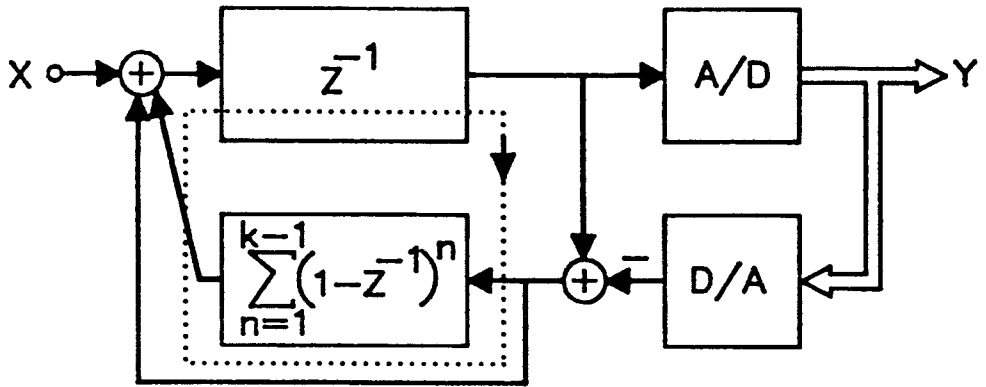 X
+
z⁻¹
A/D
Y
k−1
∑(1−z⁻¹)ⁿ
n=1
+
−
D/A